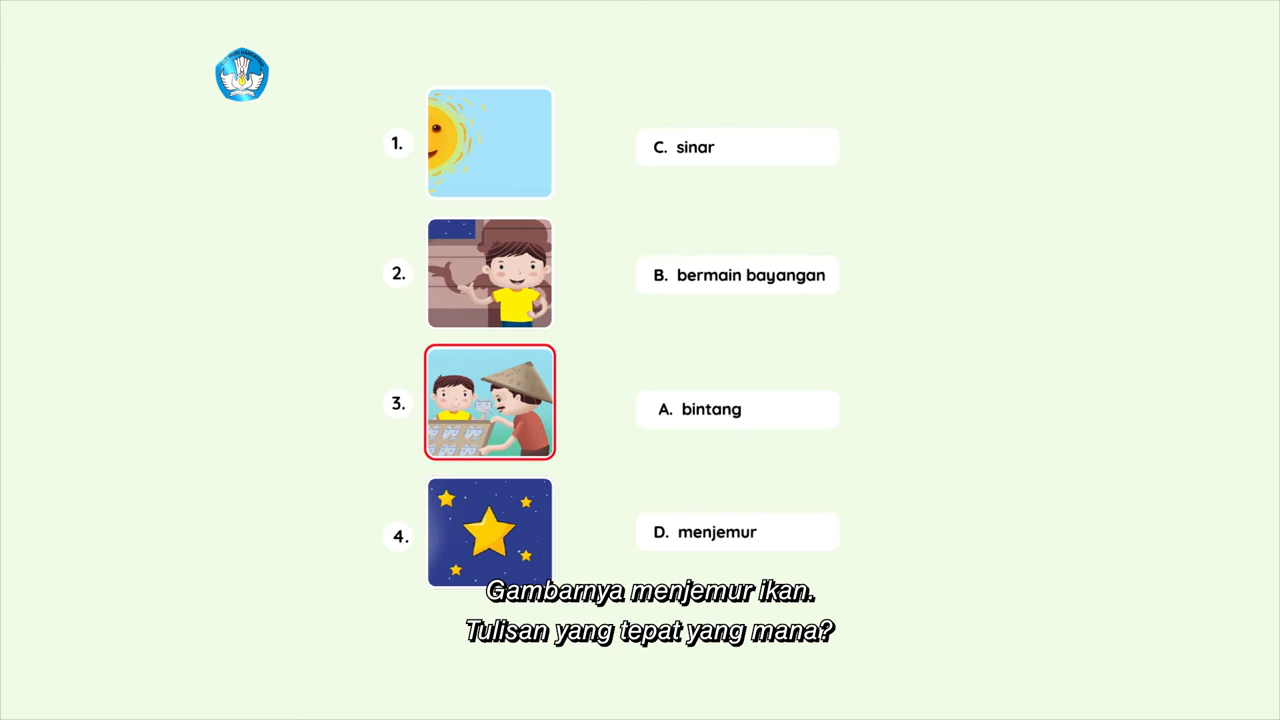 1.
C. sinar
2.
B. bermain bayangan
3.
A. bintang
4.
D. menjemur
Gambarnya menjemur ikan.
Tulisan yang tepat yang mana?